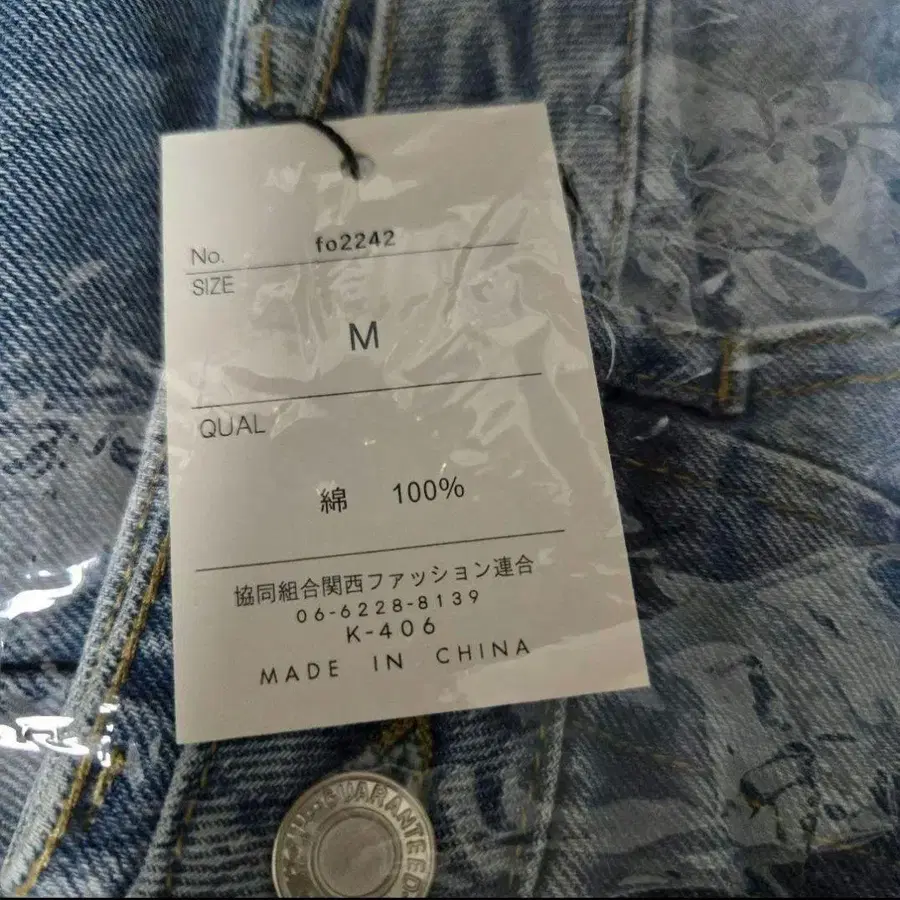 No. fo2242
SIZE
M
QUAL
綿 100%
協同組合関西ファッション連合
06-6228-8139
K-406
MADE IN CHINA
GUARANTEED